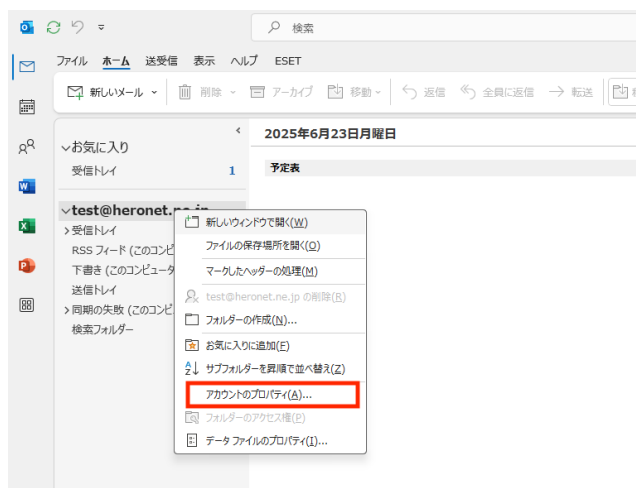 検索
ファイル ホーム 送受信 表示 ヘルプ ESET
新しいメール 削除 アーカイブ 移動 返信 全員に返信 転送
お気に入り
受信トレイ 1
2025年6月23日月曜日
予定表
test@heronet.ne.jp
受信トレイ
RSS フィード (このコンピ
下書き (このコンピュータ
送信トレイ
同期の失敗 (このコンピ
検索フォルダー
新しいウィンドウで開く(W)
ファイルの保存場所を開く(O)
マークしたヘッダーの処理(M)
test@heronet.ne.jp の削除(R)
フォルダーの作成(N)...
お気に入りに追加(F)
サブフォルダーを昇順で並べ替え(Z)
アカウントのプロパティ(A)...
フォルダーのアクセス権(P)
データ ファイルのプロパティ(I)...